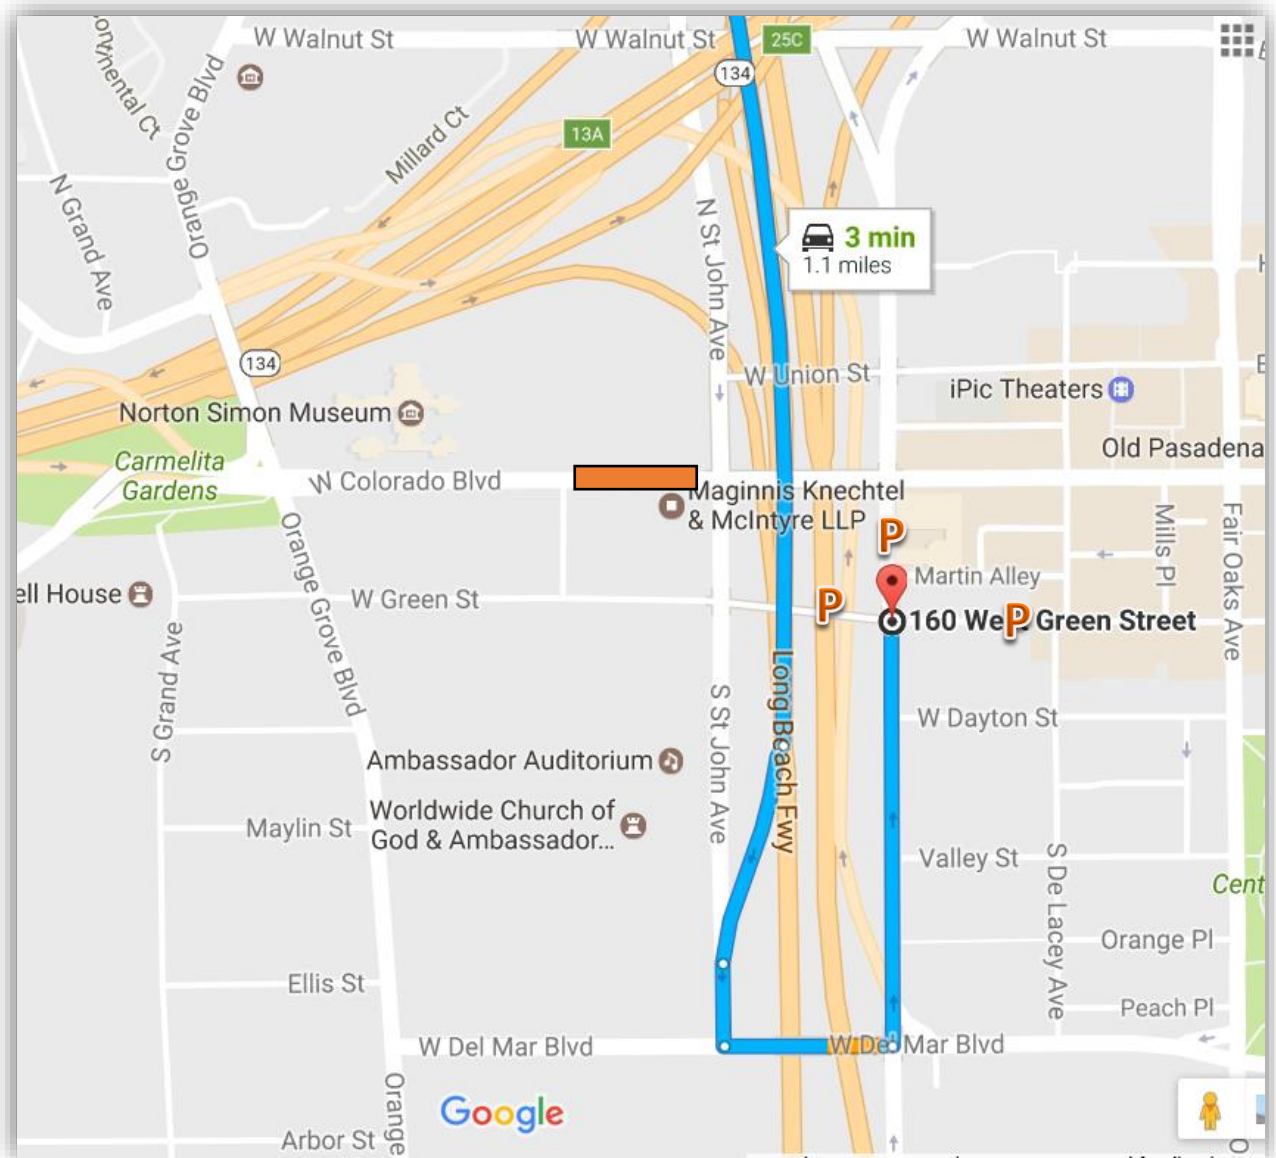 W Walnut St
W Walnut St
25C
W Walnut St
134
Orange Grove Blvd
Millard Ct
13A
N Grand Ave
N St John Ave
3 min
1.1 miles
134
W Union St
iPic Theaters
Norton Simon Museum
Old Pasadena
Carmelita
Gardens
W Colorado Blvd
Maginnis Knechtel
& McIntyre LLP
Mills Pl
Fair Oaks Ave
Orange Grove Blvd
P
Martin Alley
ell House
W Green St
P
160 We
P
Green Street
S Grand Ave
Long Beach Fwy
S St John Ave
W Dayton St
Ambassador Auditorium
Worldwide Church of
God & Ambassador...
Maylin St
Valley St
S De Lacey Ave
Cent
Orange Pl
Ellis St
Peach Pl
W Del Mar Blvd
W Del Mar Blvd
Orange
Google
Arbor St